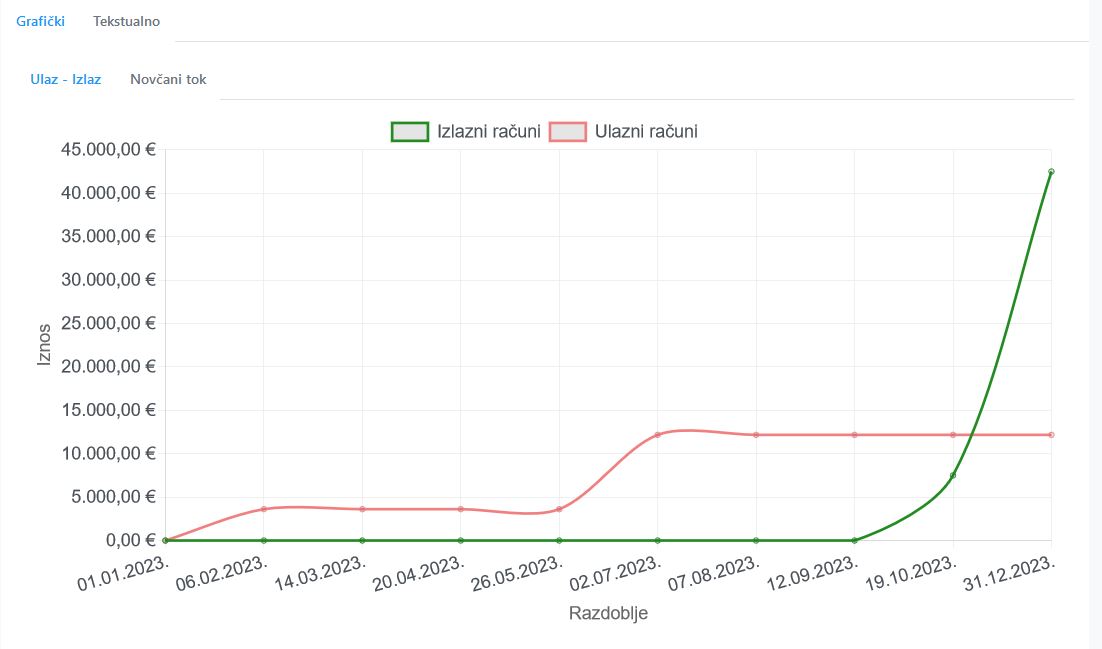 Grafički Tekstualno
Ulaz - Izlaz Novčani tok
Izlazni računi Ulazni računi
45.000,00 €
40.000,00 €
35.000,00 €
30.000,00 €
25.000,00 €
20.000,00 €
15.000,00 €
10.000,00 €
5.000,00 €
0,00 €
Iznos
01.01.2023. 06.02.2023. 14.03.2023. 20.04.2023. 26.05.2023. 02.07.2023. 07.08.2023. 12.09.2023. 19.10.2023. 31.12.2023.
Razdoblje